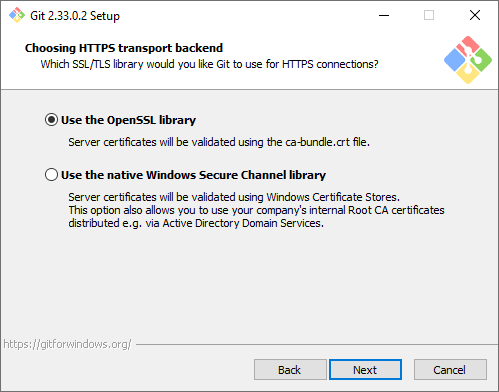 Git 2.33.0.2 Setup
Choosing HTTPS transport backend
Which SSL/TLS library would you like Git to use for HTTPS connections?
Use the OpenSSL library
Server certificates will be validated using the ca-bundle.crt file.
Use the native Windows Secure Channel library
Server certificates will be validated using Windows Certificate Stores.
This option also allows you to use your company's internal Root CA certificates
distributed e.g. via Active Directory Domain Services.
https://gitforwindows.org/
Back
Next
Cancel